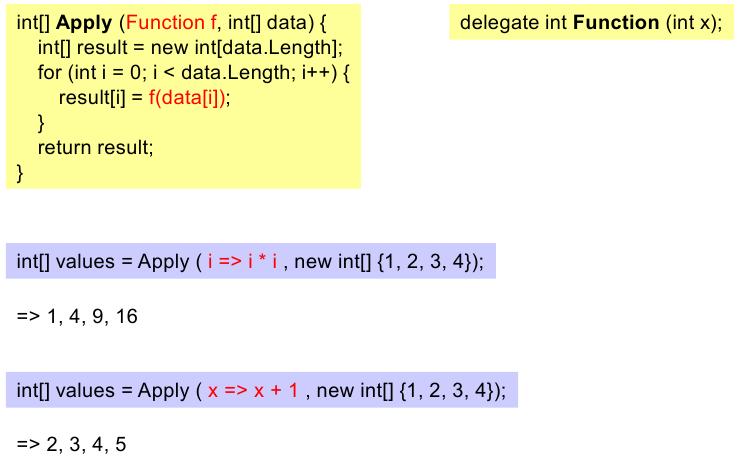 int[] Apply (Function f, int[] data) {
int[] result = new int[data.Length];
for (int i = 0; i < data.Length; i++) {
result[i] = f(data[i]);
}
return result;
}
delegate int Function (int x);
int[] values = Apply ( i => i * i , new int[] {1, 2, 3, 4});
=> 1, 4, 9, 16
int[] values = Apply ( x => x + 1 , new int[] {1, 2, 3, 4});
=> 2, 3, 4, 5